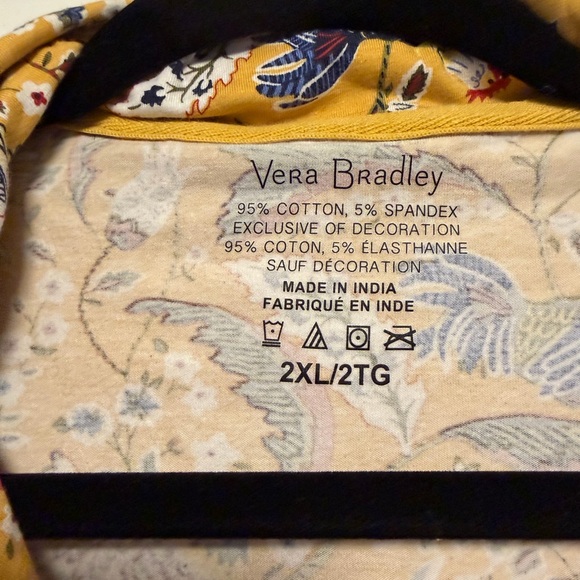 Vera Bradley
95% COTTON, 5% SPANDEX
EXCLUSIVE OF DECORATION
95% COTON, 5% ÉLASTHANNE
SAUF DÉCORATION
MADE IN INDIA
FABRIQUÉ EN INDE
2XL/2TG